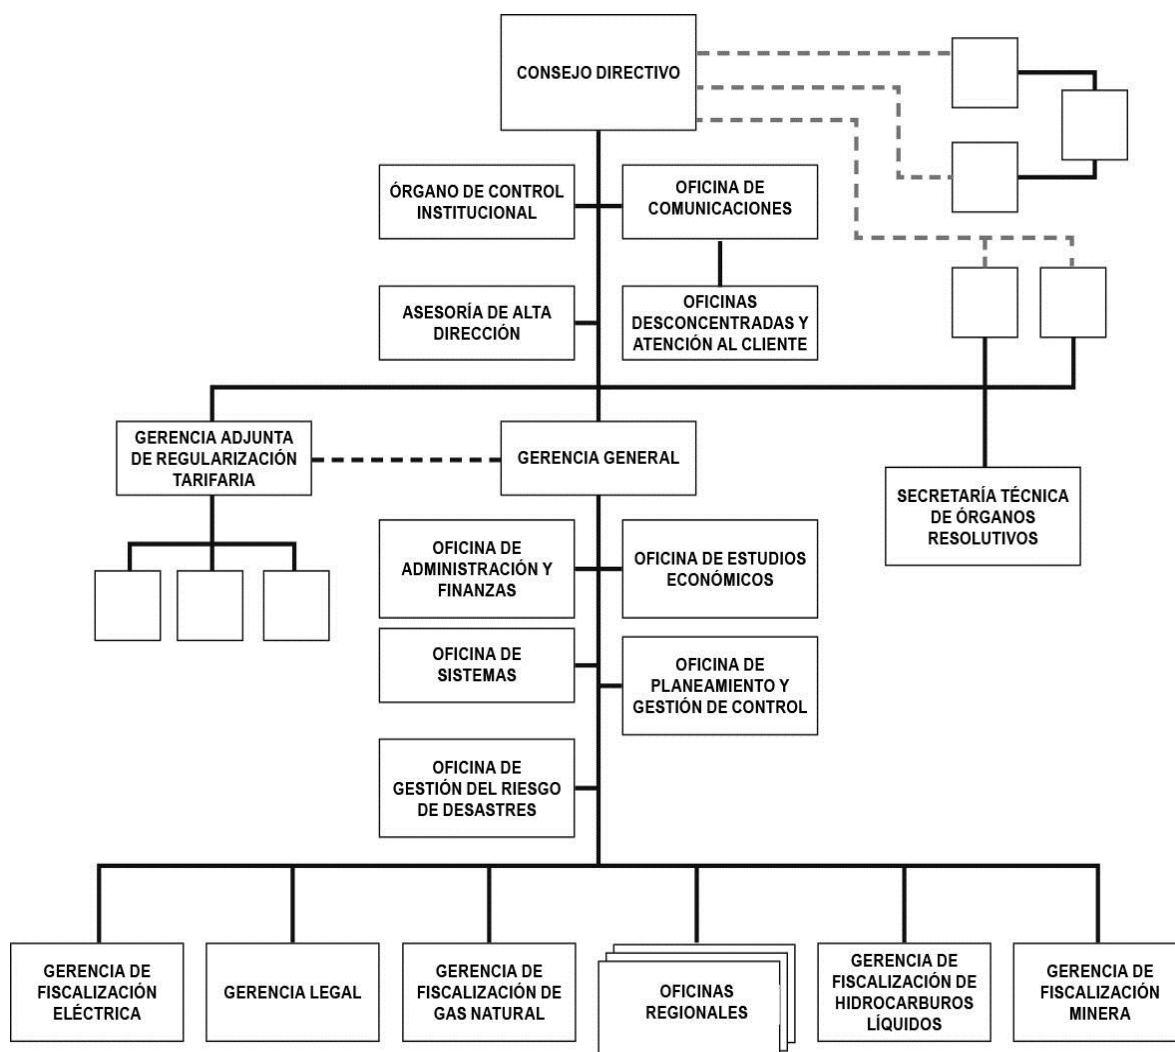 CONSEJO DIRECTIVO
ÓRGANO DE CONTROL
INSTITUCIONAL
OFICINA DE
COMUNICACIONES
ASESORÍA DE ALTA
DIRECCIÓN
OFICINAS
DESCONCENTRADAS Y
ATENCIÓN AL CLIENTE
GERENCIA ADJUNTA
DE REGULARIZACIÓN
TARIFARIA
GERENCIA GENERAL
SECRETARÍA TÉCNICA
DE ÓRGANOS
RESOLUTIVOS
OFICINA DE
ADMINISTRACIÓN Y
FINANZAS
OFICINA DE ESTUDIOS
ECONÓMICOS
OFICINA DE
SISTEMAS
OFICINA DE
PLANEAMIENTO Y
GESTIÓN DE CONTROL
OFICINA DE
GESTIÓN DEL RIESGO
DE DESASTRES
GERENCIA DE
FISCALIZACIÓN
ELÉCTRICA
GERENCIA LEGAL
GERENCIA DE
FISCALIZACIÓN DE
GAS NATURAL
OFICINAS
REGIONALES
GERENCIA DE
FISCALIZACIÓN DE
HIDROCARBUROS
LÍQUIDOS
GERENCIA DE
FISCALIZACIÓN
MINERA